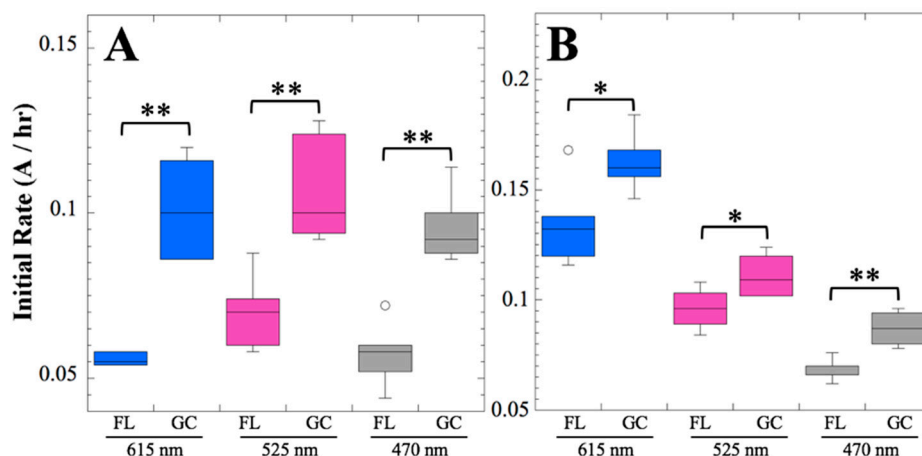 A B
Initial Rate (A / hr)
0.15
0.1
0.05
0.2
0.15
0.1
0.05
** ** **
* * **
FL GC FL GC FL GC
615 nm 525 nm 470 nm
FL GC FL GC FL GC
615 nm 525 nm 470 nm